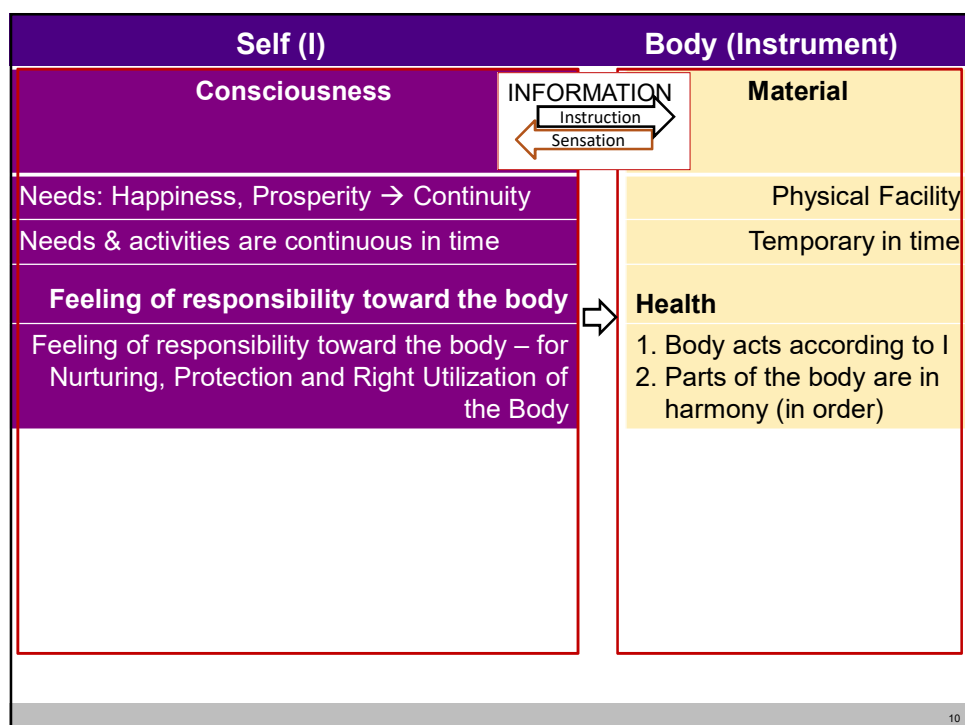 Self (I)
Body (Instrument)
Consciousness
INFORMATION
Instruction
Sensation
Material
Needs: Happiness, Prosperity → Continuity
Physical Facility
Needs & activities are continuous in time
Temporary in time
Feeling of responsibility toward the body
Health
Feeling of responsibility toward the body – for
Nurturing, Protection and Right Utilization of
the Body
1. Body acts according to I
2. Parts of the body are in
harmony (in order)
10